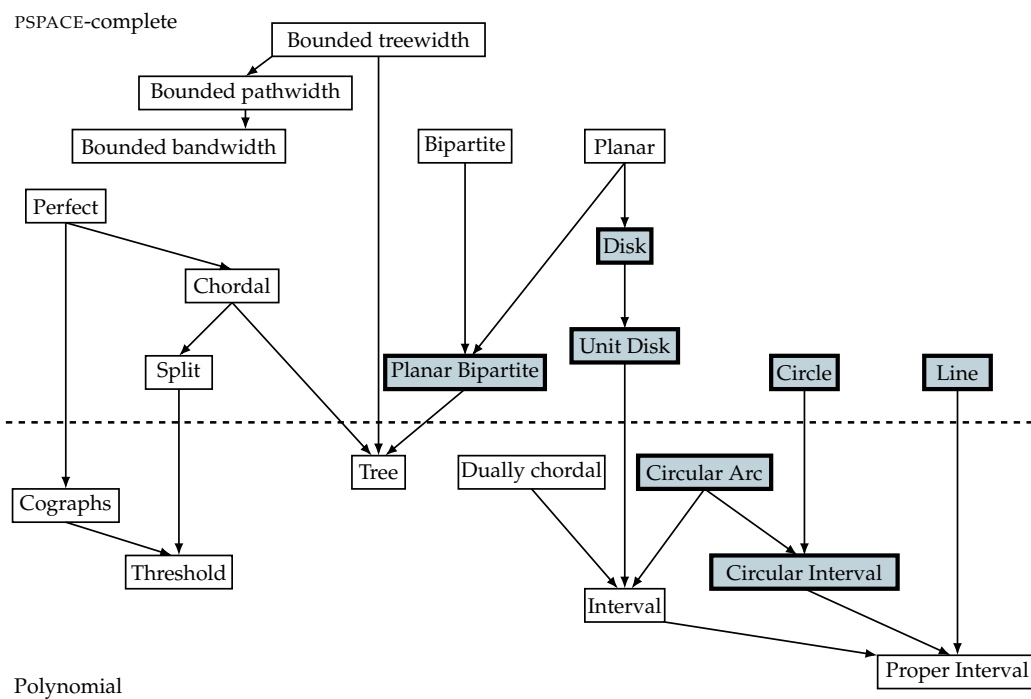 PSPACE-complete
Bounded treewidth
Bounded pathwidth
Bounded bandwidth
Bipartite
Planar
Perfect
Disk
Chordal
Unit Disk
Split
Planar Bipartite
Circle
Line
Tree
Dually chordal
Circular Arc
Cographs
Threshold
Circular Interval
Interval
Proper Interval
Polynomial